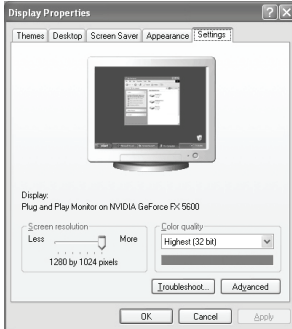 Display Properties
Themes Desktop Screen Saver Appearance Settings
Display:
Plug and Play Monitor on NVIDIA GeForce FX 5600
Screen resolution
Less More
1280 by 1024 pixels
Color quality
Highest (32 bit)
Troubleshoot... Advanced
OK Cancel Apply